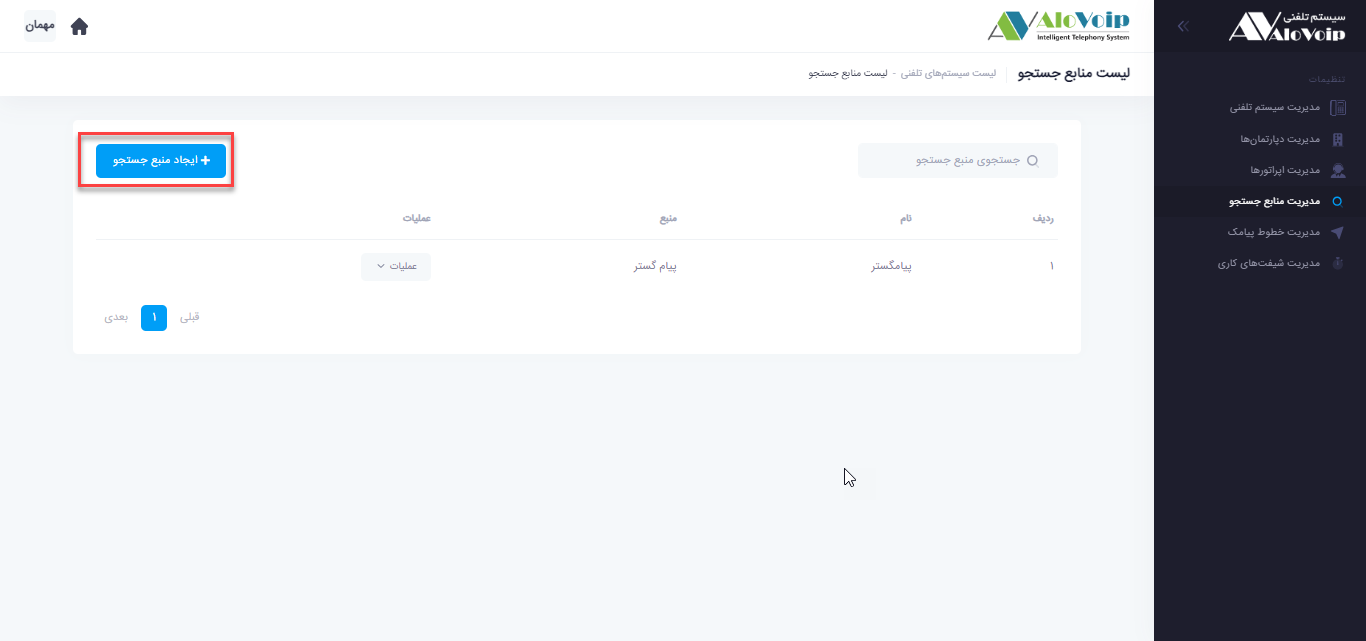 سیستم تلفنی
AloVoip
تنظیمات
مدیریت سیستم تلفنی
مدیریت دپارتمان‌ها
مدیریت اپراتورها
مدیریت منابع جستجو
مدیریت خطوط پیامک
مدیریت شیفت‌های کاری
AloVoip
Intelligent Telephony System
مهمان
لیست منابع جستجو
لیست سیستم‌های تلفنی - لیست منابع جستجو
جستجوی منبع جستجو
+ ایجاد منبع جستجو
ردیف نام منبع عملیات
۱ پیامگستر پیام گستر عملیات
قبلی ۱ بعدی